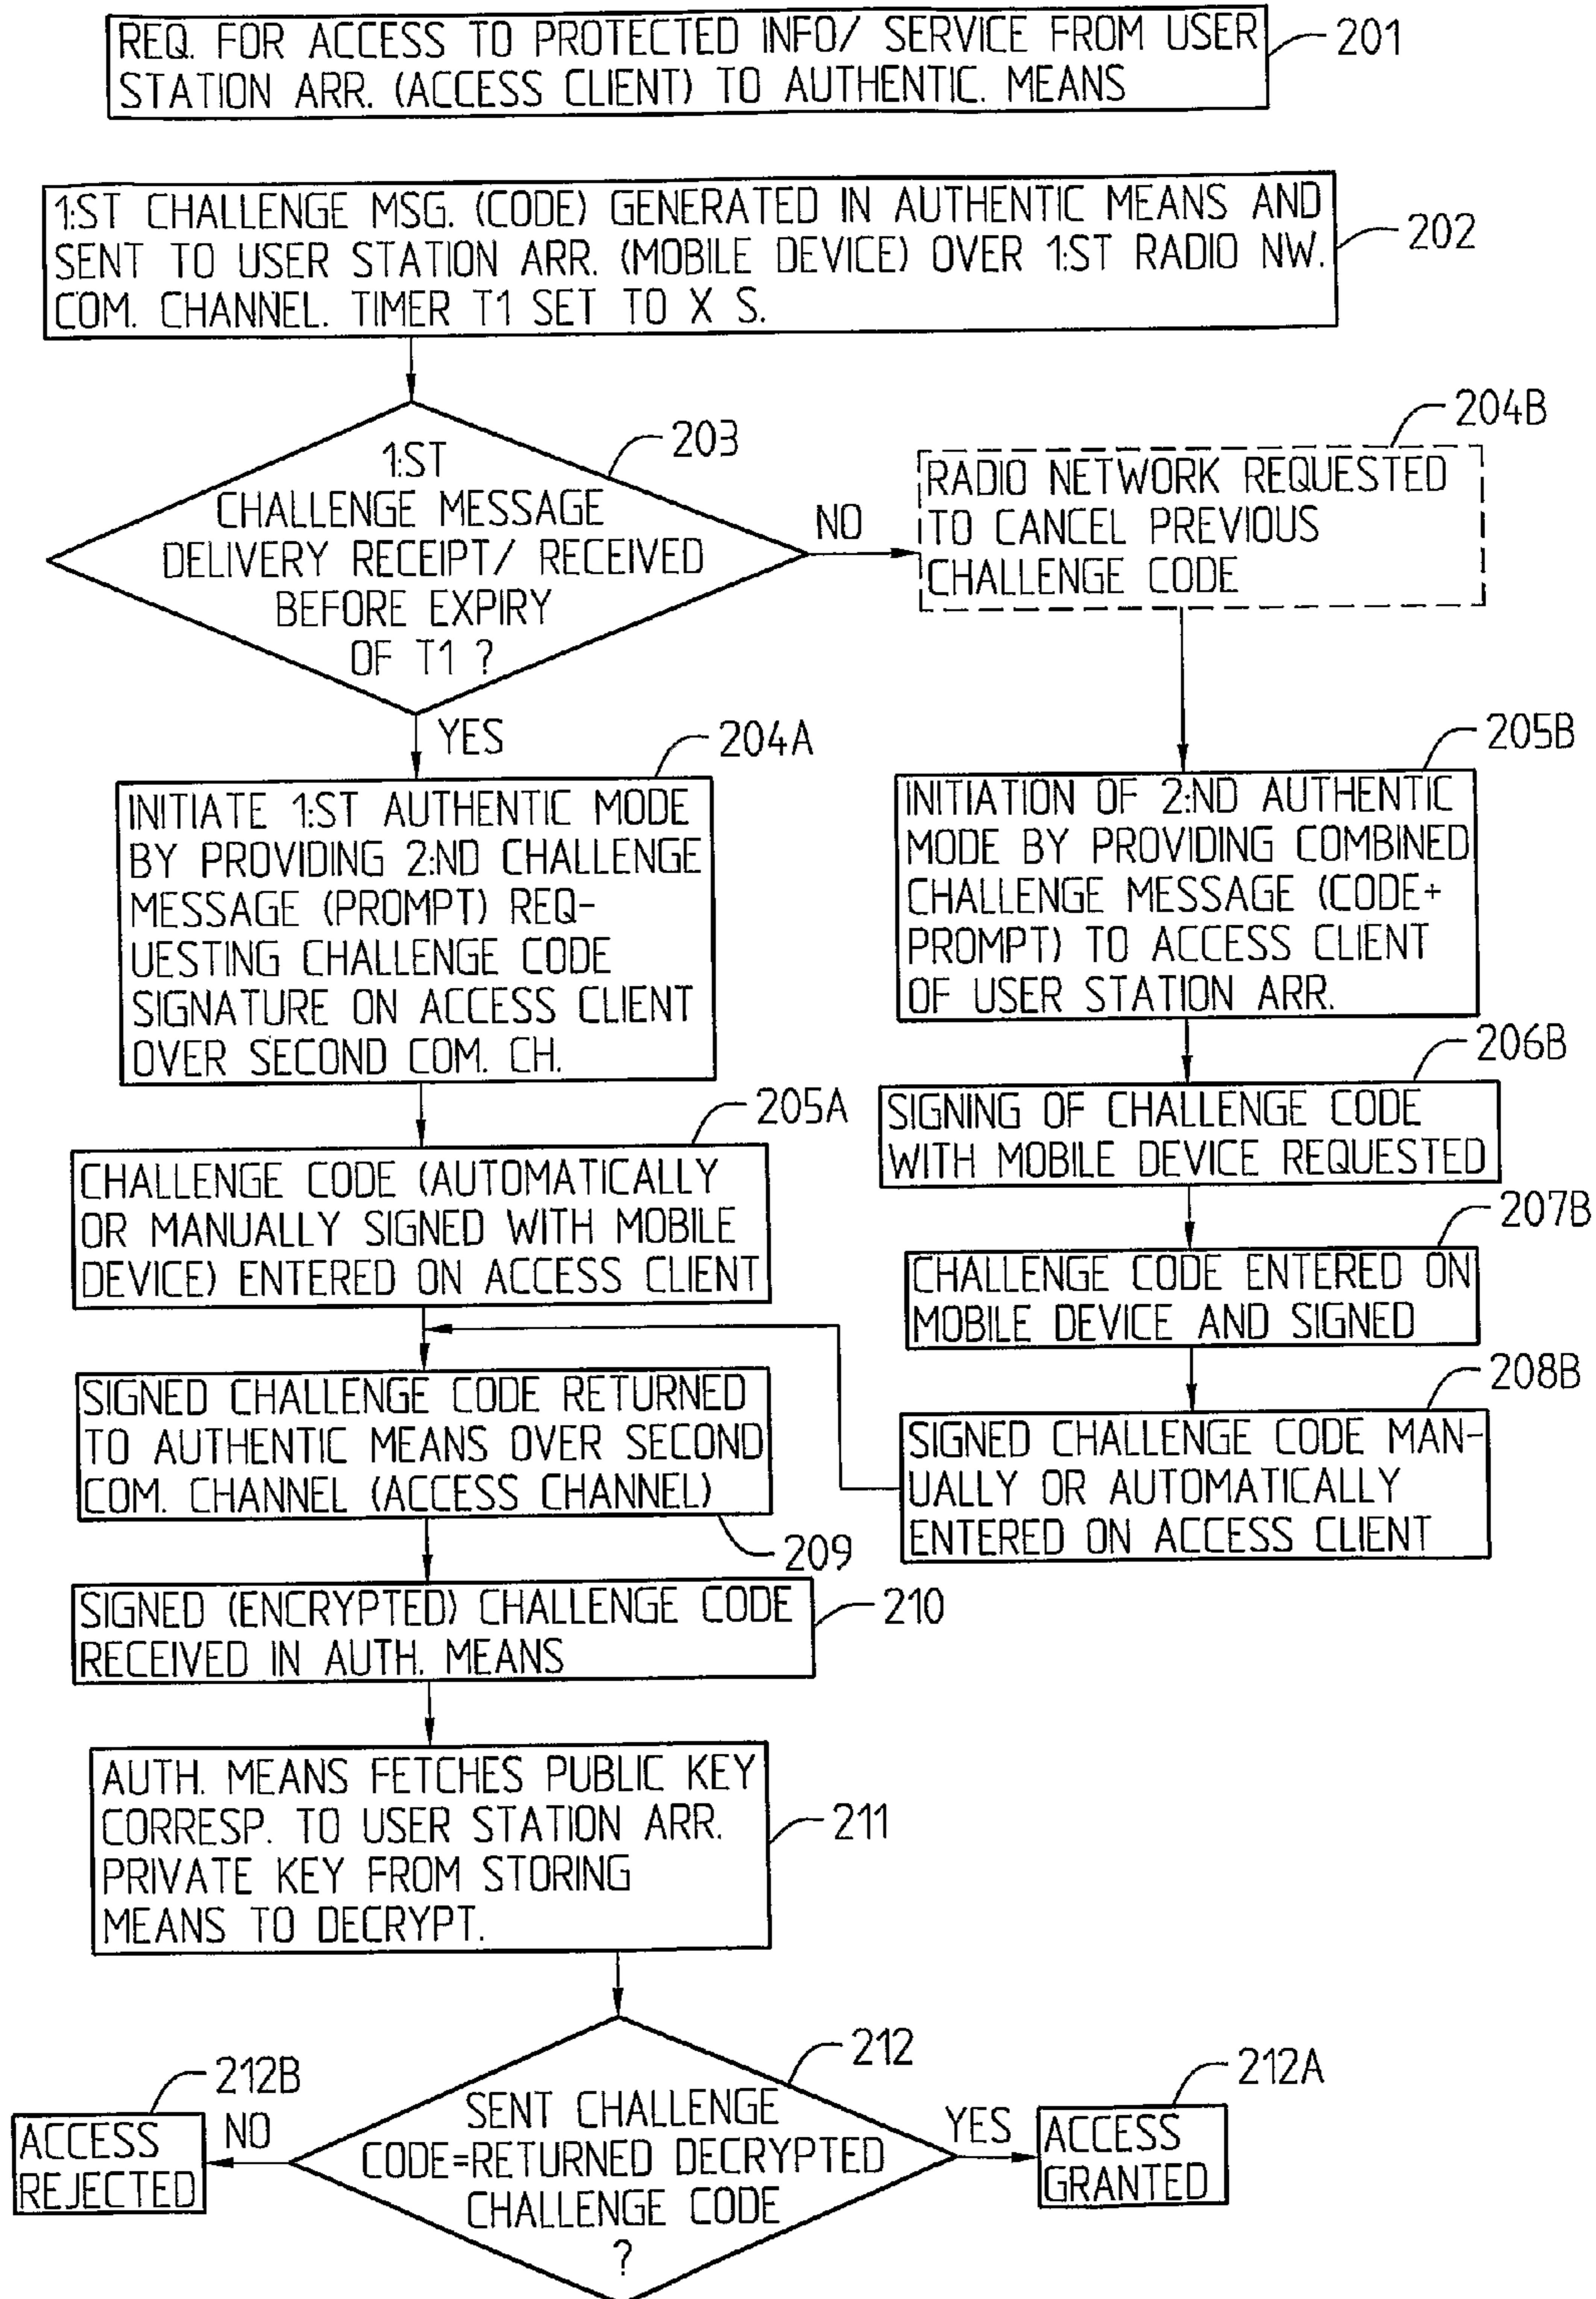 REQ. FOR ACCESS TO PROTECTED INFO/ SERVICE FROM USER
STATION ARR. (ACCESS CLIENT) TO AUTHENTIC. MEANS
201
1:ST CHALLENGE MSG. (CODE) GENERATED IN AUTHENTIC MEANS AND
SENT TO USER STATION ARR. (MOBILE DEVICE) OVER 1:ST RADIO NW.
COM. CHANNEL. TIMER T1 SET TO X S.
202
1:ST
CHALLENGE MESSAGE
DELIVERY RECEIPT/ RECEIVED
BEFORE EXPIRY
OF T1 ?
203
NO
204B
RADIO NETWORK REQUESTED
TO CANCEL PREVIOUS
CHALLENGE CODE
YES
204A
INITIATE 1:ST AUTHENTIC MODE
BY PROVIDING 2:ND CHALLENGE
MESSAGE (PROMPT) REQ-
UESTING CHALLENGE CODE
SIGNATURE ON ACCESS CLIENT
OVER SECOND COM. CH.
205B
INITIATION OF 2:ND AUTHENTIC
MODE BY PROVIDING COMBINED
CHALLENGE MESSAGE (CODE+
PROMPT) TO ACCESS CLIENT
OF USER STATION ARR.
205A
CHALLENGE CODE (AUTOMATICALLY
OR MANUALLY SIGNED WITH MOBILE
DEVICE) ENTERED ON ACCESS CLIENT
206B
SIGNING OF CHALLENGE CODE
WITH MOBILE DEVICE REQUESTED
207B
CHALLENGE CODE ENTERED ON
MOBILE DEVICE AND SIGNED
208B
SIGNED CHALLENGE CODE MAN-
UALLY OR AUTOMATICALLY
ENTERED ON ACCESS CLIENT
SIGNED CHALLENGE CODE RETURNED
TO AUTHENTIC MEANS OVER SECOND
COM. CHANNEL (ACCESS CHANNEL)
209
SIGNED (ENCRYPTED) CHALLENGE CODE
RECEIVED IN AUTH. MEANS
210
AUTH. MEANS FETCHES PUBLIC KEY
CORRESP. TO USER STATION ARR.
PRIVATE KEY FROM STORING
MEANS TO DECRYPT.
211
212
SENT CHALLENGE
CODE=RETURNED DECRYPTED
CHALLENGE CODE
?
212B
NO
ACCESS
REJECTED
212A
YES
ACCESS
GRANTED